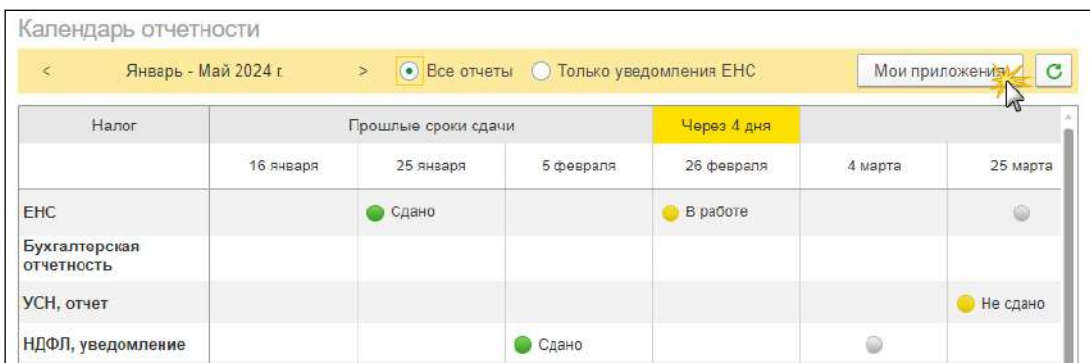 Календарь отчетности
< Январь - Май 2024 г. > Все отчеты Только уведомления ЕНС Мои приложения
Налог Прошлые сроки сдачи Через 4 дня
16 января 25 января 5 февраля 26 февраля 4 марта 25 марта
ЕНС Сдано В работе
Бухгалтерская
отчетность
УСН, отчет Не сдано
НДФЛ, уведомление Сдано